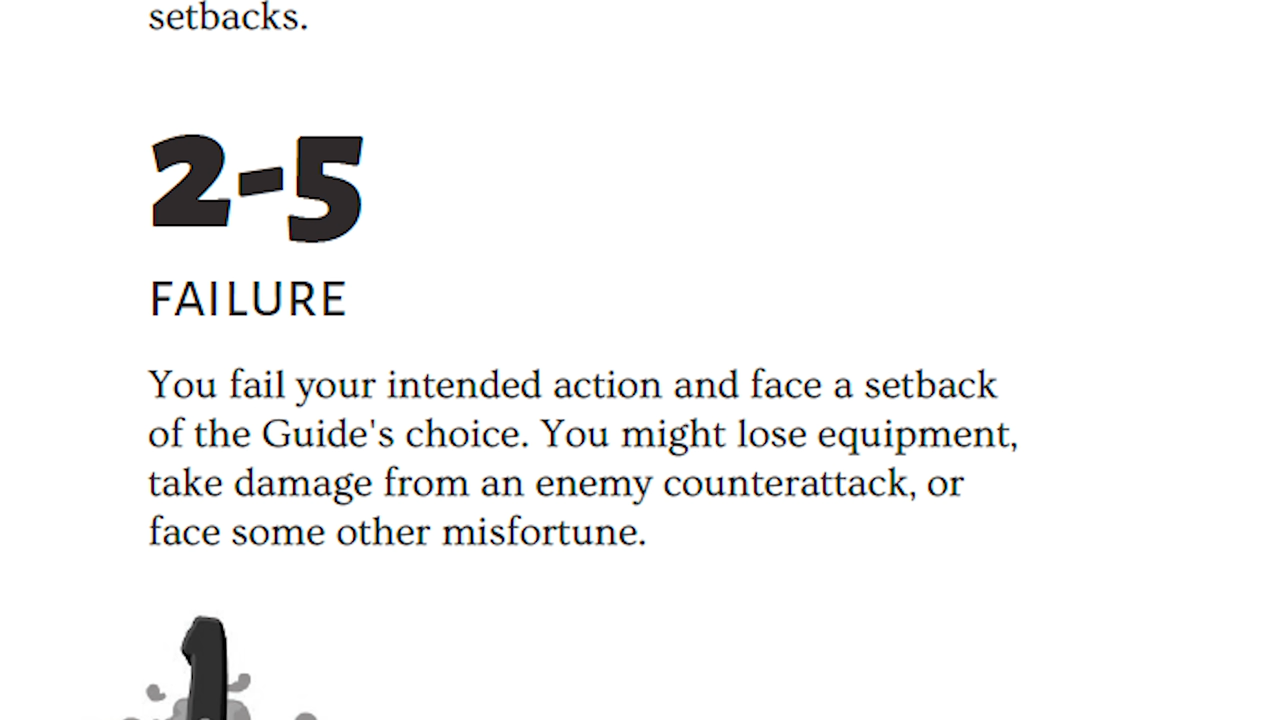 setbacks.
2-5
FAILURE
You fail your intended action and face a setback
of the Guide's choice. You might lose equipment,
take damage from an enemy counterattack, or
face some other misfortune.
1